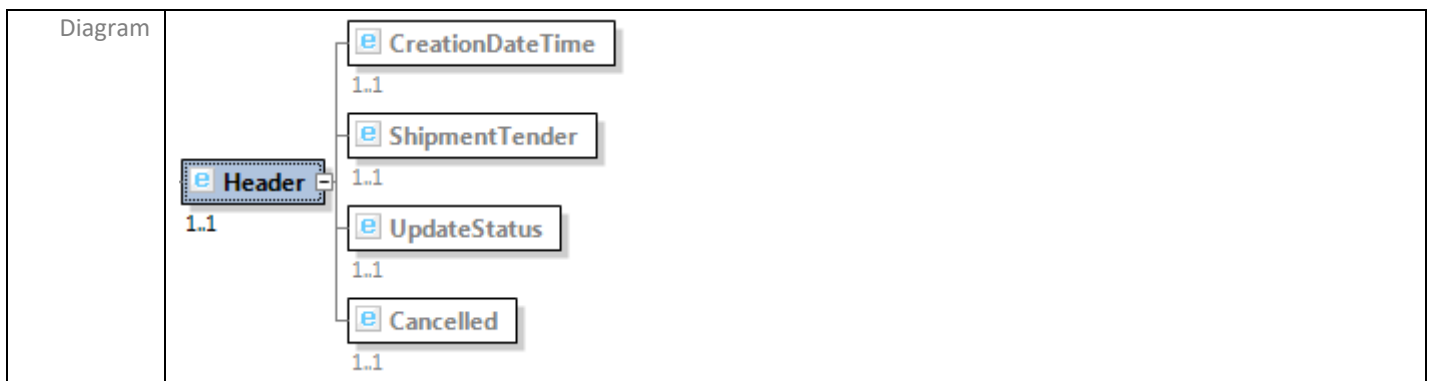 Diagram
e CreationDateTime
1..1
e ShipmentTender
1..1
e Header
1..1
e UpdateStatus
1..1
e Cancelled
1..1